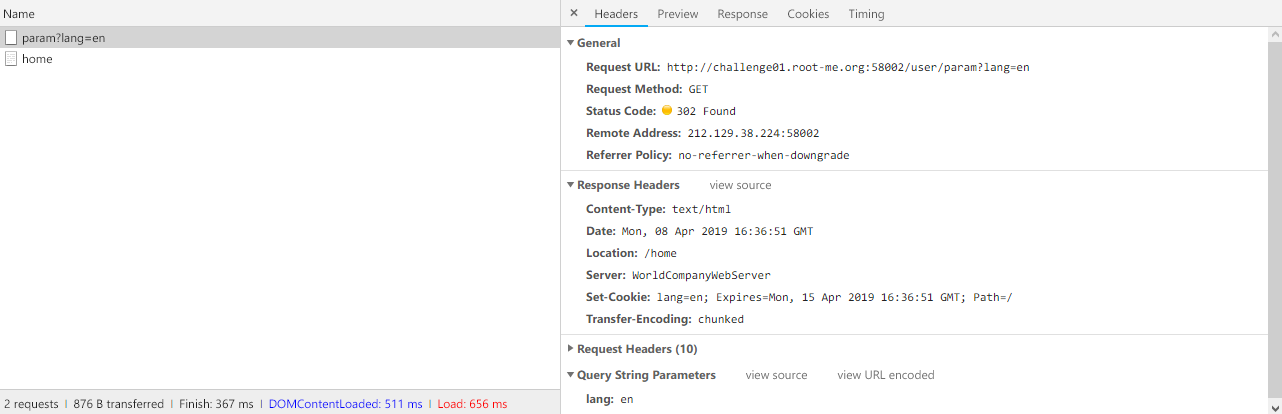 Name
param?lang=en
home
2 requests | 876 B transferred | Finish: 367 ms | DOMContentLoaded: 511 ms | Load: 656 ms
× Headers Preview Response Cookies Timing
General
Request URL: http://challenge01.root-me.org:58002/user/param?lang=en
Request Method: GET
Status Code: 302 Found
Remote Address: 212.129.38.224:58002
Referrer Policy: no-referrer-when-downgrade
Response Headers view source
Content-Type: text/html
Date: Mon, 08 Apr 2019 16:36:51 GMT
Location: /home
Server: WorldCompanyWebServer
Set-Cookie: lang=en; Expires=Mon, 15 Apr 2019 16:36:51 GMT; Path=/
Transfer-Encoding: chunked
Request Headers (10)
Query String Parameters view source view URL encoded
lang: en